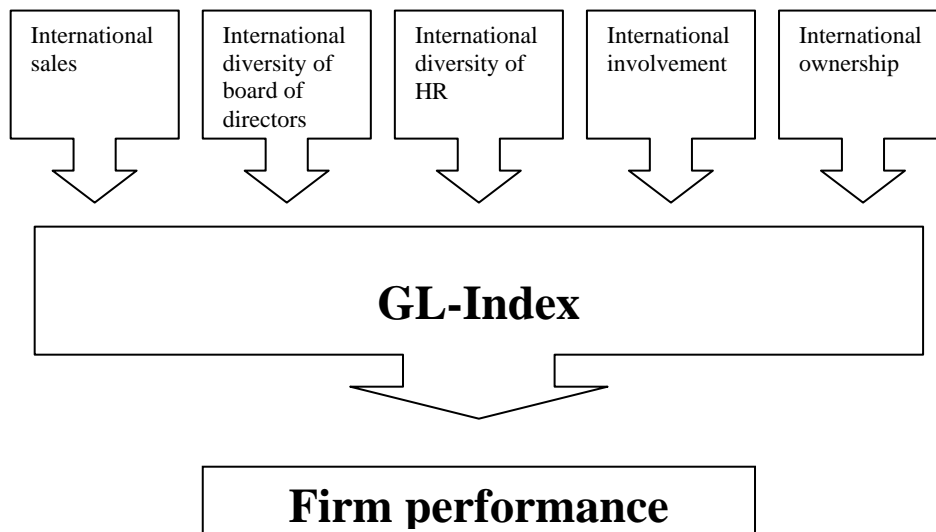 International
sales
International
diversity of
board of
directors
International
diversity of
HR
International
involvement
International
ownership
GL-Index
Firm performance